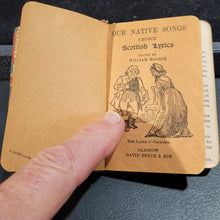 OUR NATIVE SONGS
CHOICE
Scottish Lyrics
EDITED BY
WILLIAM MOODIE
THE LAIRD O' COCKPEN.
GLASGOW
DAVID BRYCE & SON